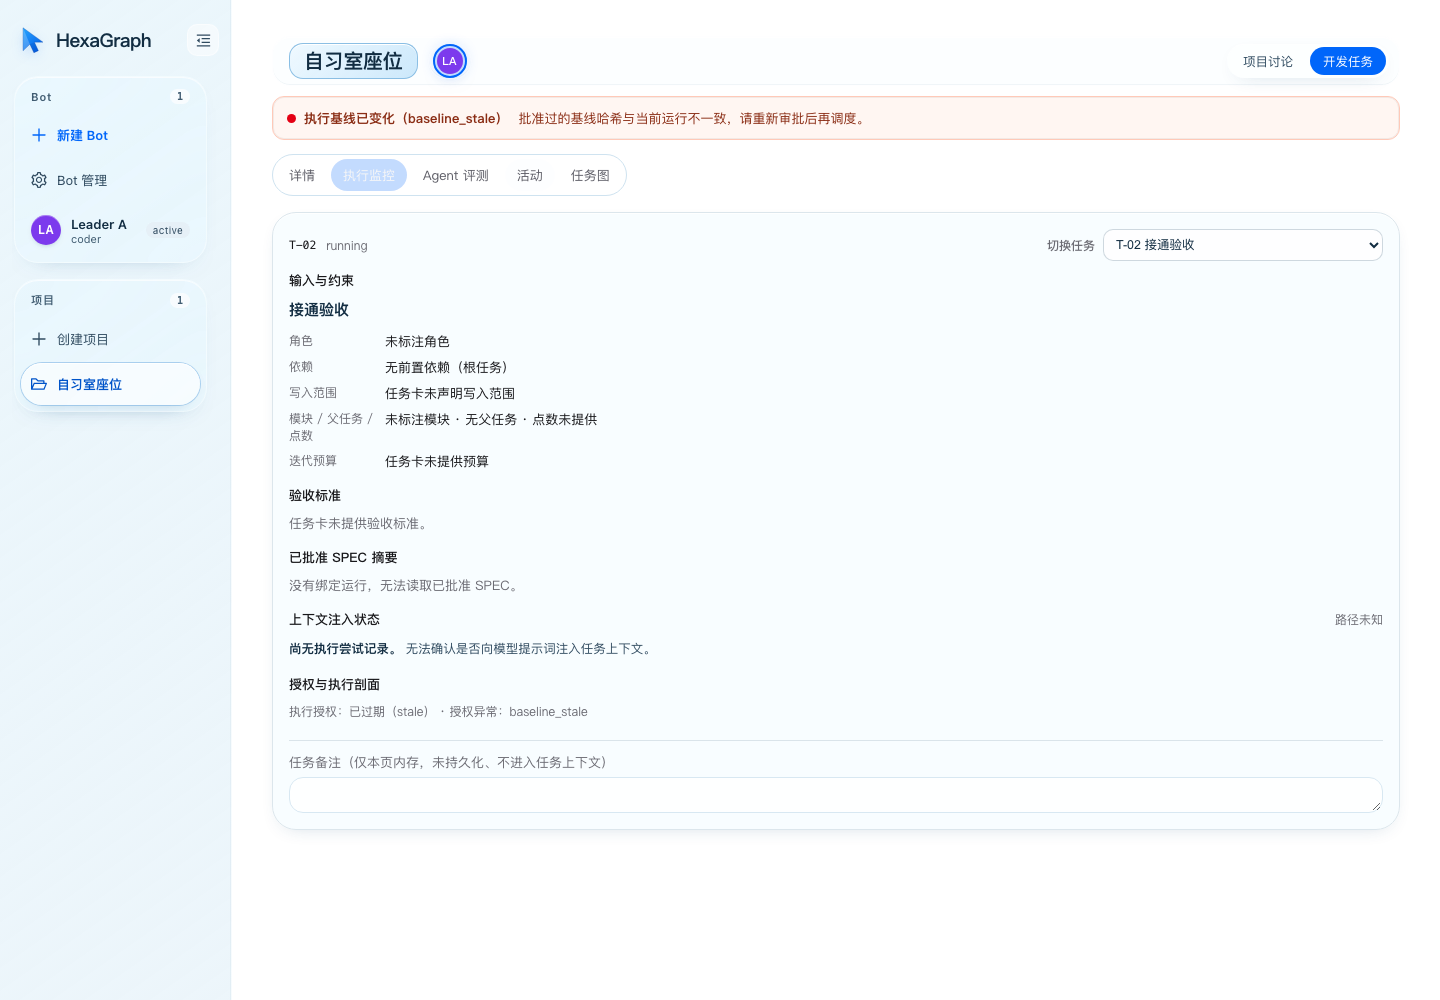 HexaGraph
Bot 1
新建 Bot
Bot 管理
LA Leader A active
coder
项目 1
创建项目
自习室座位
自习室座位 LA 项目讨论 开发任务
执行基线已变化（baseline_stale） 批准过的基线哈希与当前运行不一致，请重新审批后再调度。
详情 执行监控 Agent 评测 活动 任务图
T-02 running 切换任务 T-02 接通验收
输入与约束
接通验收
角色 未标注角色
依赖 无前置依赖（根任务）
写入范围 任务卡未声明写入范围
模块 / 父任务 / 未标注模块 · 无父任务 · 点数未提供
点数
迭代预算 任务卡未提供预算
验收标准
任务卡未提供验收标准。
已批准 SPEC 摘要
没有绑定运行，无法读取已批准 SPEC。
上下文注入状态 路径未知
尚无执行尝试记录。 无法确认是否向模型提示词注入任务上下文。
授权与执行剖面
执行授权：已过期（stale） · 授权异常：baseline_stale
任务备注（仅本页内存，未持久化、不进入任务上下文）